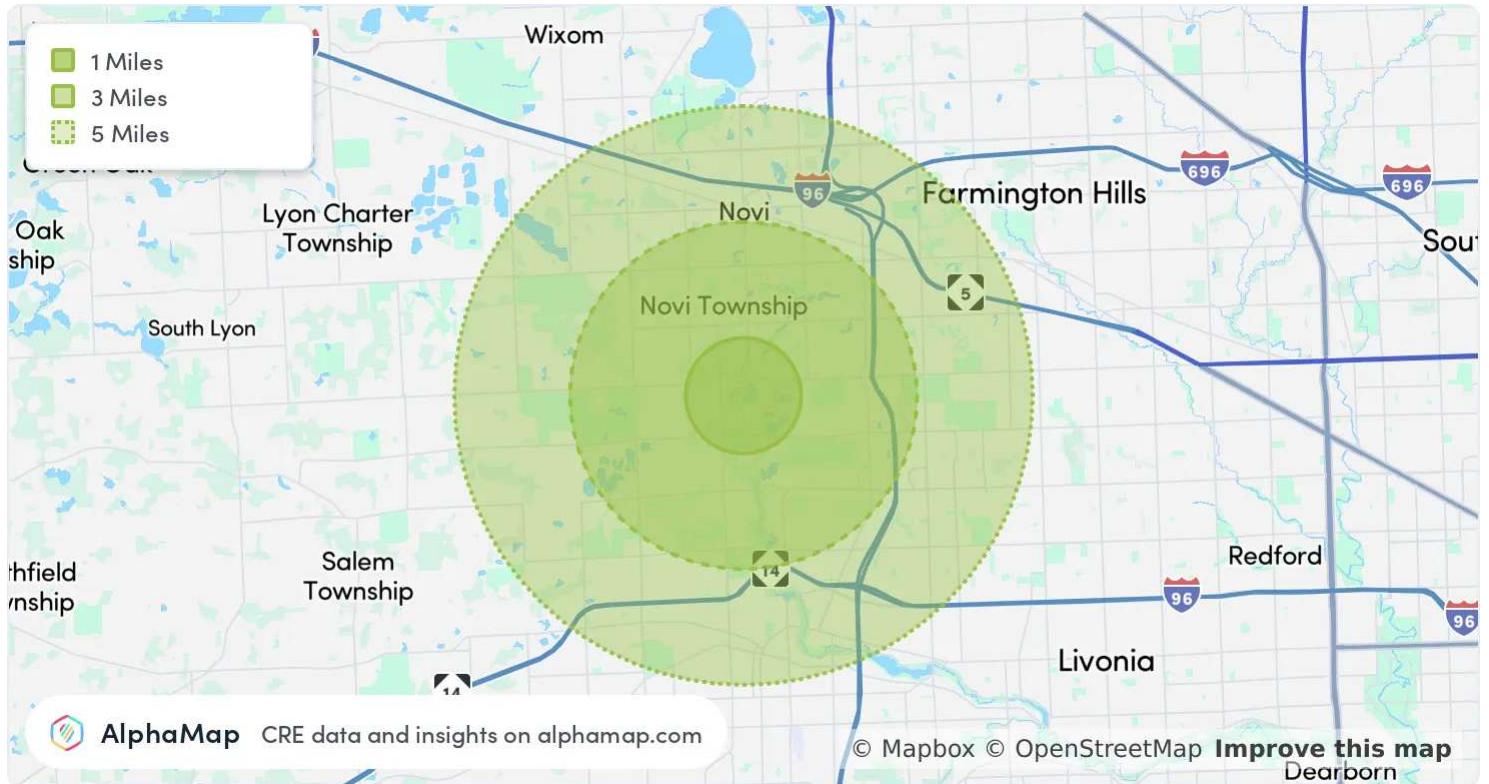 Wixom
1 Miles
3 Miles
5 Miles
96
696
696
Farmington Hills
Novi
Lyon Charter
Township
Oak
ship
5
Novi Township
South Lyon
Salem
Township
14
Redford
96
96
Livonia
14
AlphaMap CRE data and insights on alphamap.com
© Mapbox © OpenStreetMap Improve this map
Dearborn